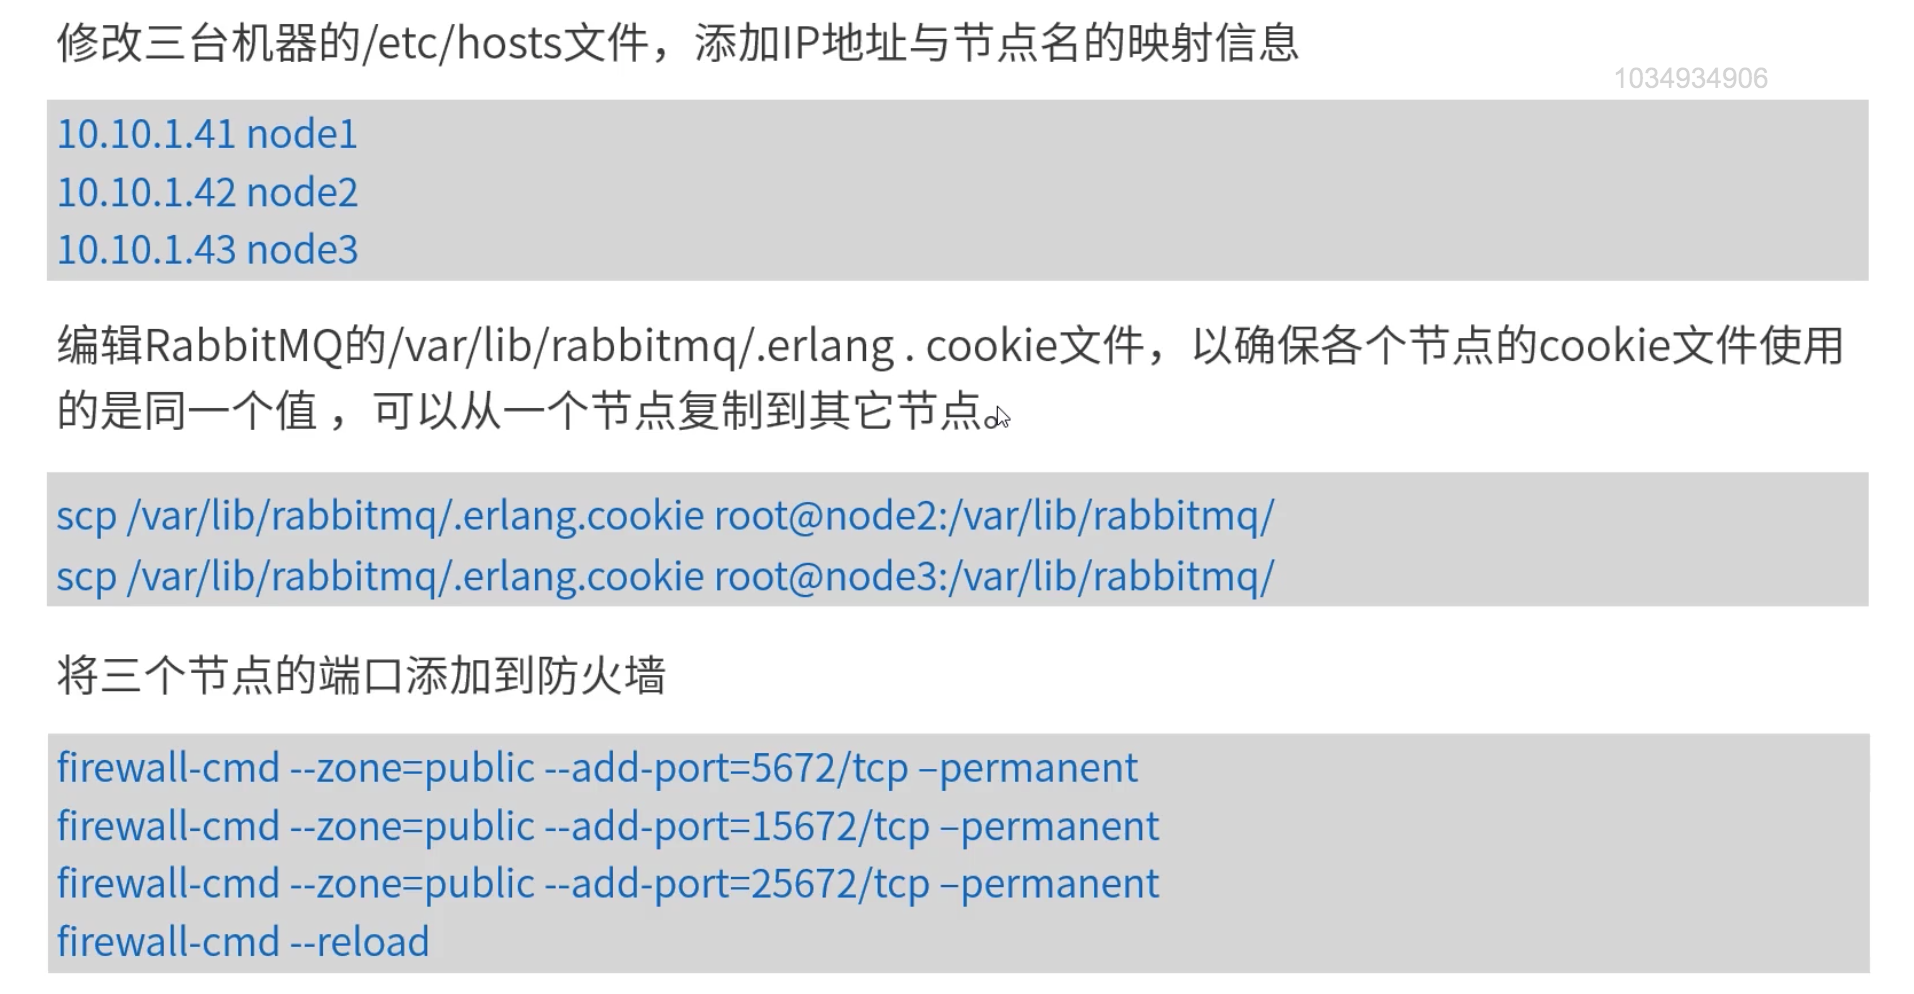 修改三台机器的/etc/hosts文件，添加IP地址与节点名的映射信息
1034934906
10.10.1.41 node1
10.10.1.42 node2
10.10.1.43 node3
编辑RabbitMQ的/var/lib/rabbitmq/.erlang . cookie文件，以确保各个节点的cookie文件使用
的是同一个值 ，可以从一个节点复制到其它节点。
scp /var/lib/rabbitmq/.erlang.cookie root@node2:/var/lib/rabbitmq/
scp /var/lib/rabbitmq/.erlang.cookie root@node3:/var/lib/rabbitmq/
将三个节点的端口添加到防火墙
firewall-cmd --zone=public --add-port=5672/tcp –permanent
firewall-cmd --zone=public --add-port=15672/tcp –permanent
firewall-cmd --zone=public --add-port=25672/tcp –permanent
firewall-cmd --reload